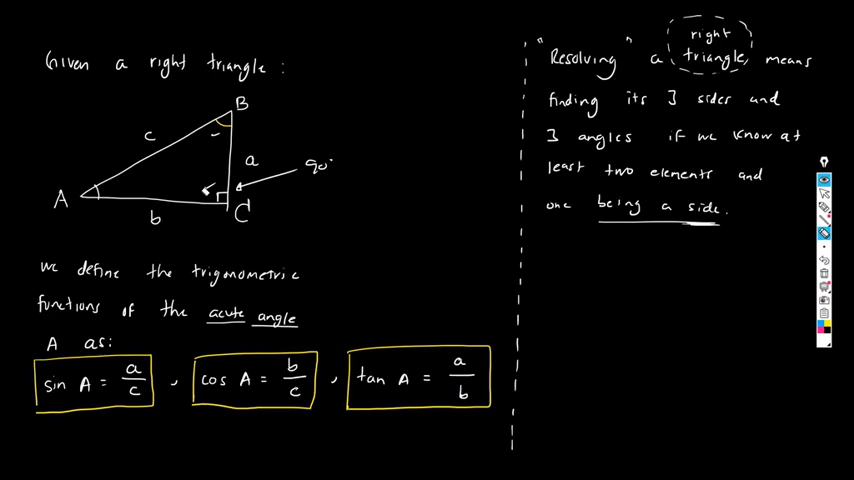 Given a right triangle :
B
c
a
90°
A
b
C
we define the trigonometric
functions of the acute angle
A as:
sin A = a/c , cos A = b/c , tan A = a/b
"Resolving" a right triangle means
finding its 3 sides and
3 angles if we know at
least two elements and
one being a side.